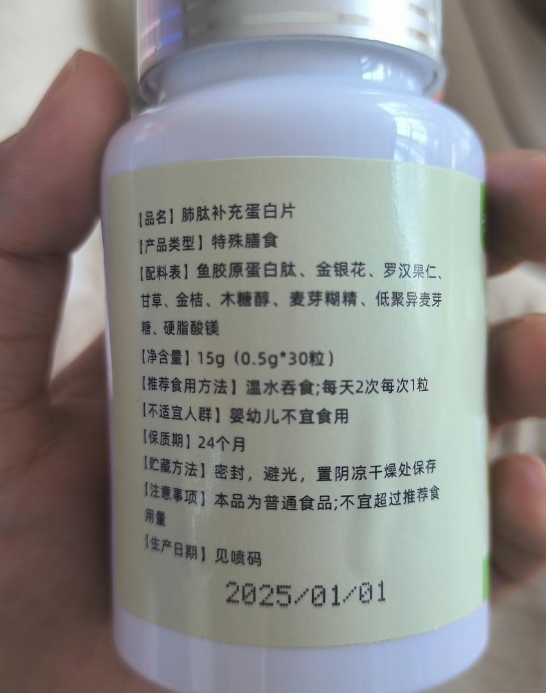 【品名】肺肽补充蛋白片
【产品类型】特殊膳食
【配料表】鱼胶原蛋白肽、金银花、罗汉果仁、
甘草、金桔、木糖醇、麦芽糊精、低聚异麦芽
糖、硬脂酸镁
【净含量】15g（0.5g*30粒）
【推荐食用方法】温水吞食;每天2次每次1粒
【不适宜人群】婴幼儿不宜食用
【保质期】24个月
【贮藏方法】密封，避光，置阴凉干燥处保存
【注意事项】本品为普通食品;不宜超过推荐食
用量
【生产日期】见喷码
2025/01/01